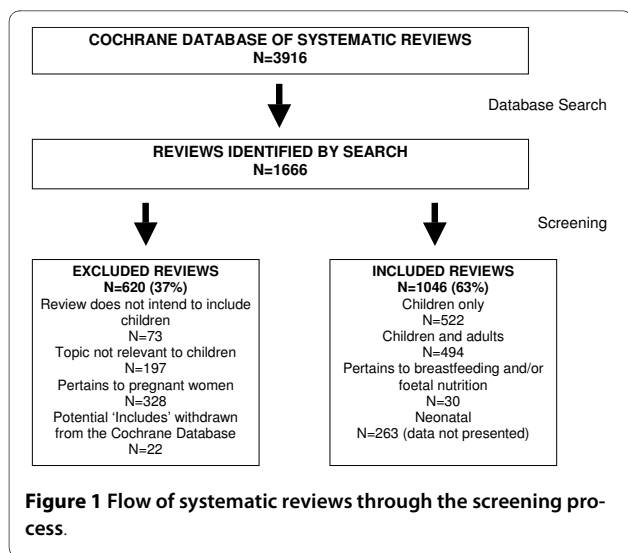 COCHRANE DATABASE OF SYSTEMATIC REVIEWS
N=3916
Database Search
REVIEWS IDENTIFIED BY SEARCH
N=1666
Screening
EXCLUDED REVIEWS
N=620 (37%)
Review does not intend to include
children
N=73
Topic not relevant to children
N=197
Pertains to pregnant women
N=328
Potential ‘Includes’ withdrawn
from the Cochrane Database
N=22
INCLUDED REVIEWS
N=1046 (63%)
Children only
N=522
Children and adults
N=494
Pertains to breastfeeding and/or
foetal nutrition
N=30
Neonatal
N=263 (data not presented)
Figure 1 Flow of systematic reviews through the screening pro-
cess.